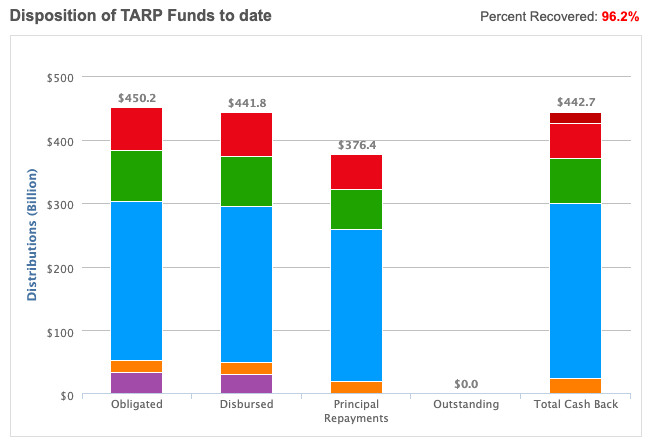 Disposition of TARP Funds to date
Percent Recovered: 96.2%
Distributions (Billion)
$500
$400
$300
$200
$100
$0
$450.2
$441.8
$376.4
$0.0
$442.7
Obligated
Disbursed
Principal
Repayments
Outstanding
Total Cash Back